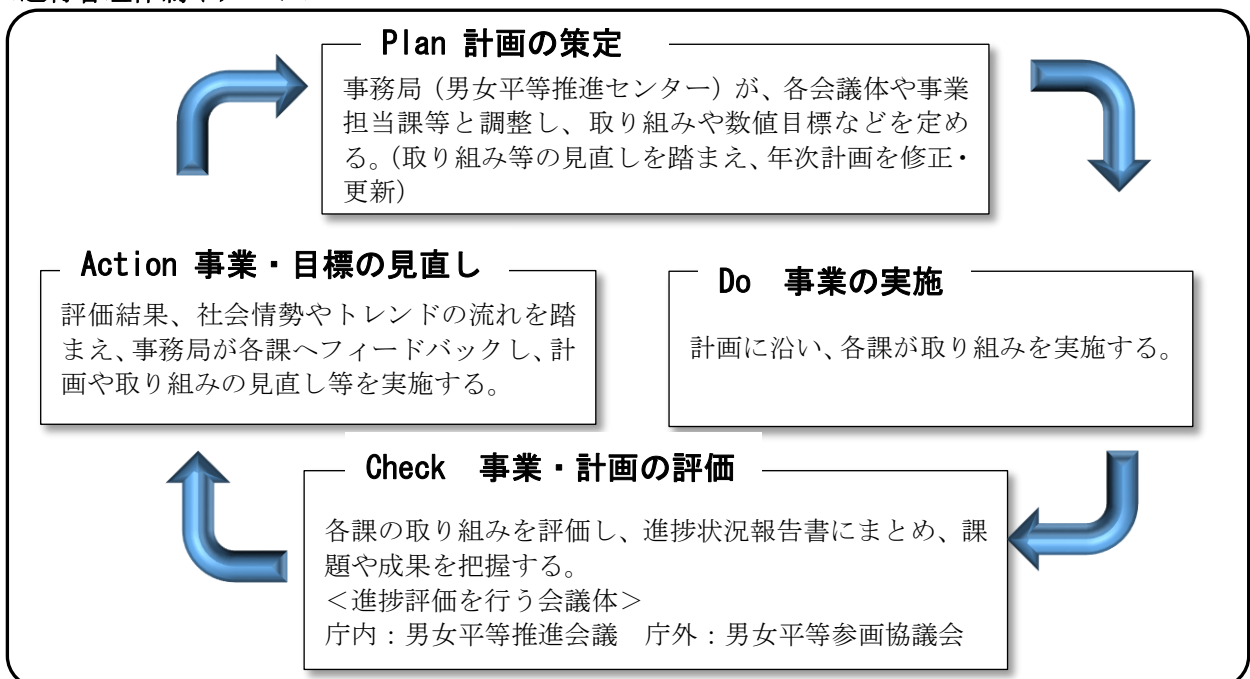 Plan 計画の策定
事務局（男女平等推進センター）が、各会議体や事業
担当課等と調整し、取り組みや数値目標などを定め
る。（取り組み等の見直しを踏まえ、年次計画を修正・
更新）
Action 事業・目標の見直し
評価結果、社会情勢やトレンドの流れを踏
まえ、事務局が各課へフィードバックし、計
画や取り組みの見直し等を実施する。
Do　事業の実施
計画に沿い、各課が取り組みを実施する。
Check　事業・計画の評価
各課の取り組みを評価し、進捗状況報告書にまとめ、課
題や成果を把握する。
＜進捗評価を行う会議体＞
庁内：男女平等推進会議　庁外：男女平等参画協議会